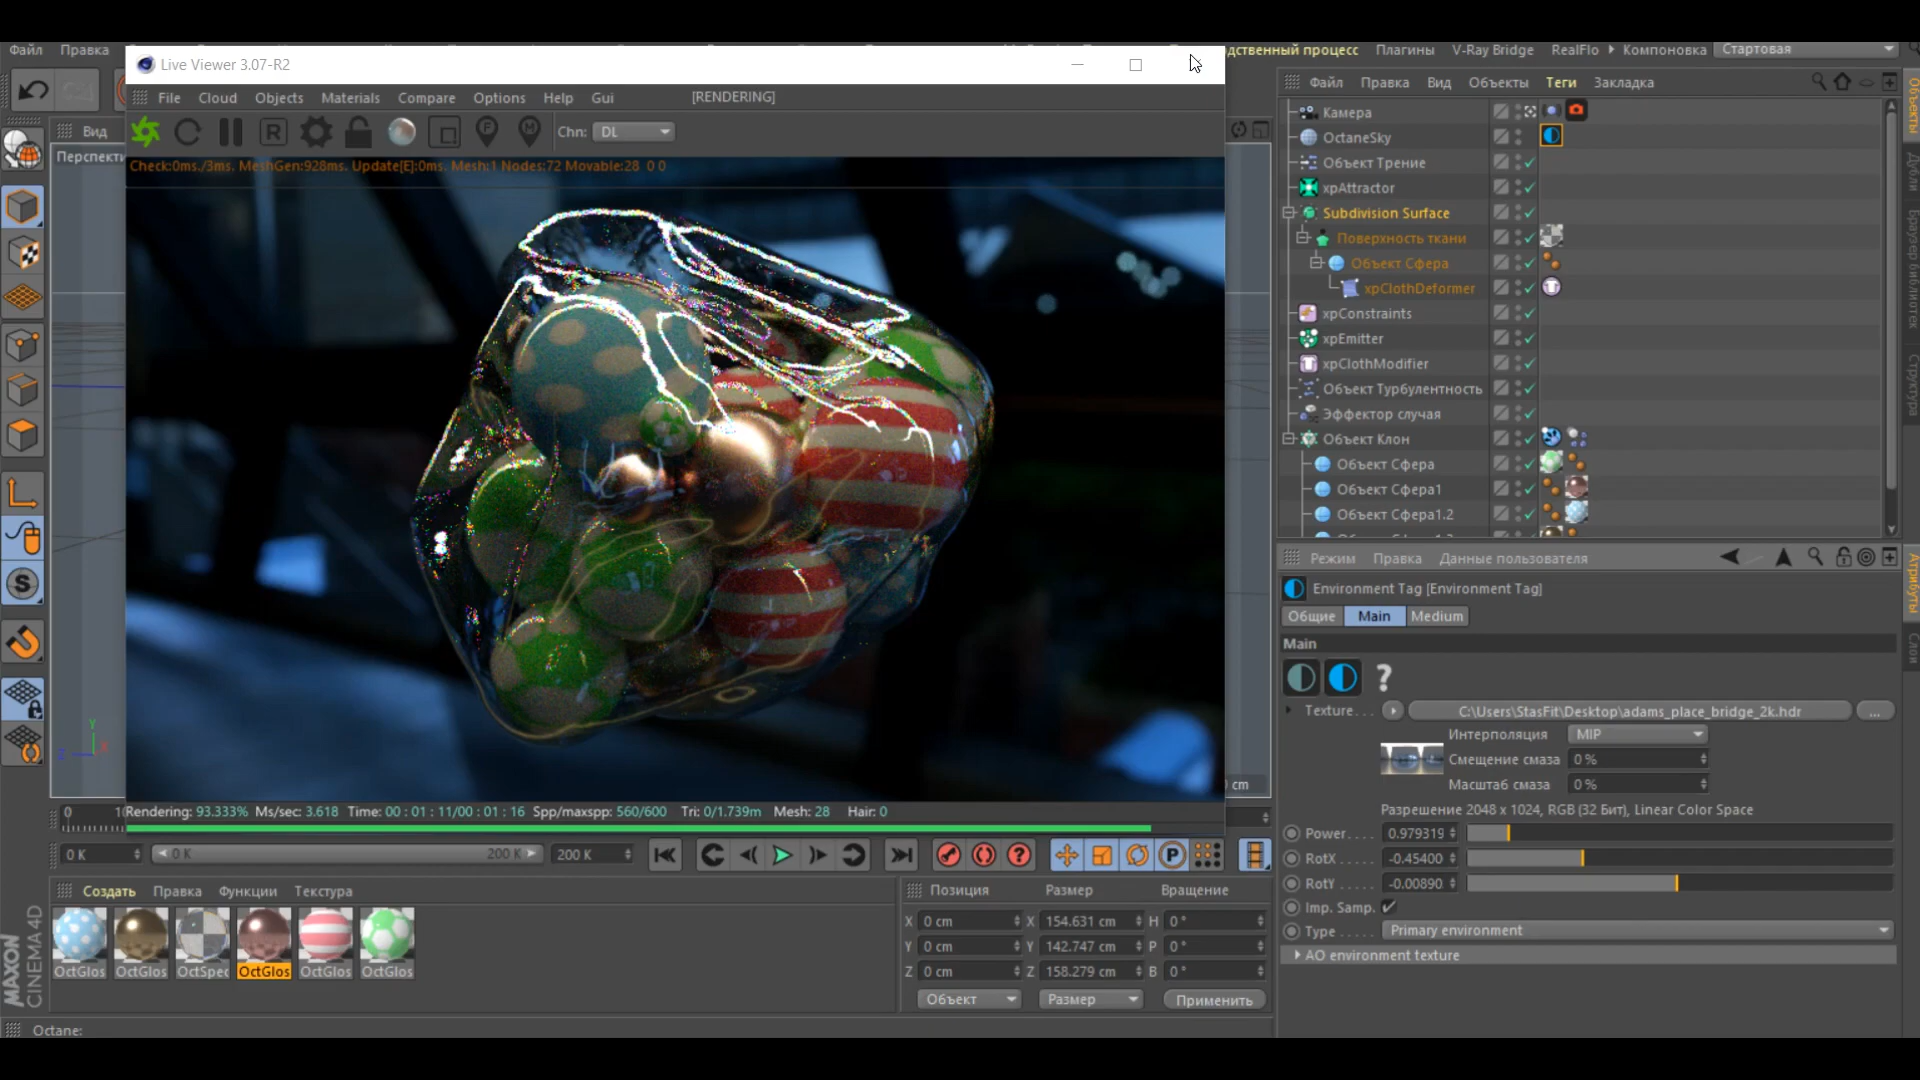 Файл Правка
дственный процесс Плагины V-Ray Bridge RealFlo Компоновка Стартовая
Live Viewer 3.07-R2
File Cloud Objects Materials Compare Options Help Gui [RENDERING]
Chn: DL
Check:0ms./3ms. MeshGen:928ms. Update[E]:0ms. Mesh:1 Nodes:72 Movable:28 0 0
Вид
Перспекти
Rendering: 93.333% Ms/sec: 3.618 Time: 00 : 01 : 11/00 : 01 : 16 Spp/maxspp: 560/600 Tri: 0/1.739m Mesh: 28 Hair: 0
cm
0
0 K
0 K
200 K
200 K
Создать Правка Функции Текстура
OctGlos OctGlos OctSpec OctGlos OctGlos OctGlos
MAXON
CINEMA 4D
Позиция Размер Вращение
X 0 cm X 154.631 cm H 0 °
Y 0 cm Y 142.747 cm P 0 °
Z 0 cm Z 158.279 cm B 0 °
Объект Размер Применить
Octane:
Файл Правка Вид Объекты Теги Закладка
Камера
OctaneSky
Объект Трение
xpAttractor
Subdivision Surface
Поверхность ткани
Объект Сфера
xpClothDeformer
xpConstraints
xpEmitter
xpClothModifier
Объект Турбулентность
Эффектор случая
Объект Клон
Объект Сфера
Объект Сфера1
Объект Сфера1.2
Режим Правка Данные пользователя
Environment Tag [Environment Tag]
Общие Main Medium
Main
Texture. . . C:\Users\StasFit\Desktop\adams_place_bridge_2k.hdr ...
Интерполяция MIP
Смещение смаза 0 %
Масштаб смаза 0 %
Разрешение 2048 x 1024, RGB (32 Бит), Linear Color Space
Power. . . . 0.979319
RotX . . . . . -0.45400
RotY . . . . . -0.00890
Imp. Samp.
Type . . . . . Primary environment
AO environment texture
Объекты
Дубли
Браузер библиотек
Структура
Атрибуты
Слои